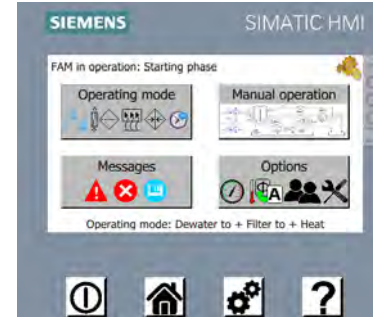 SIEMENS
SIMATIC HMI
FAM in operation: Starting phase
Operating mode
Manual operation
Messages
Options
A
Operating mode: Dewater to + Filter to + Heat
?